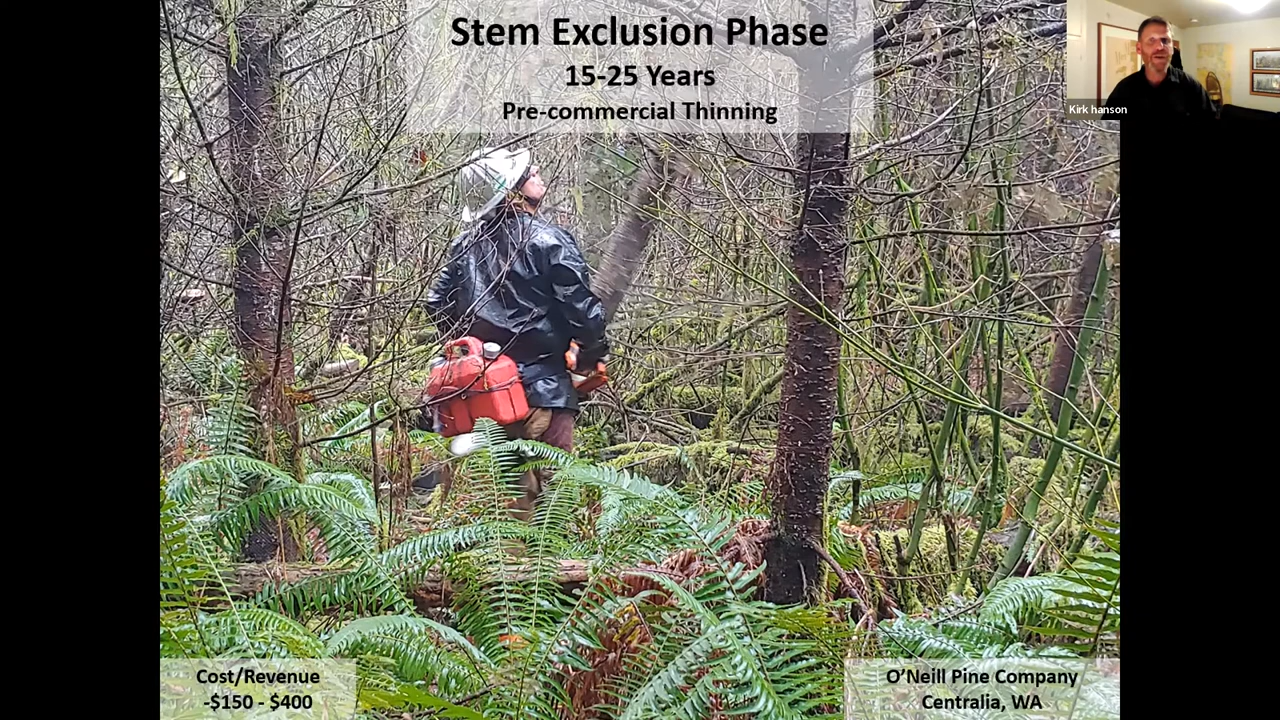 Stem Exclusion Phase
15-25 Years
Pre-commercial Thinning
Kirk hanson
Cost/Revenue
-$150 - $400
O'Neill Pine Company
Centralia, WA